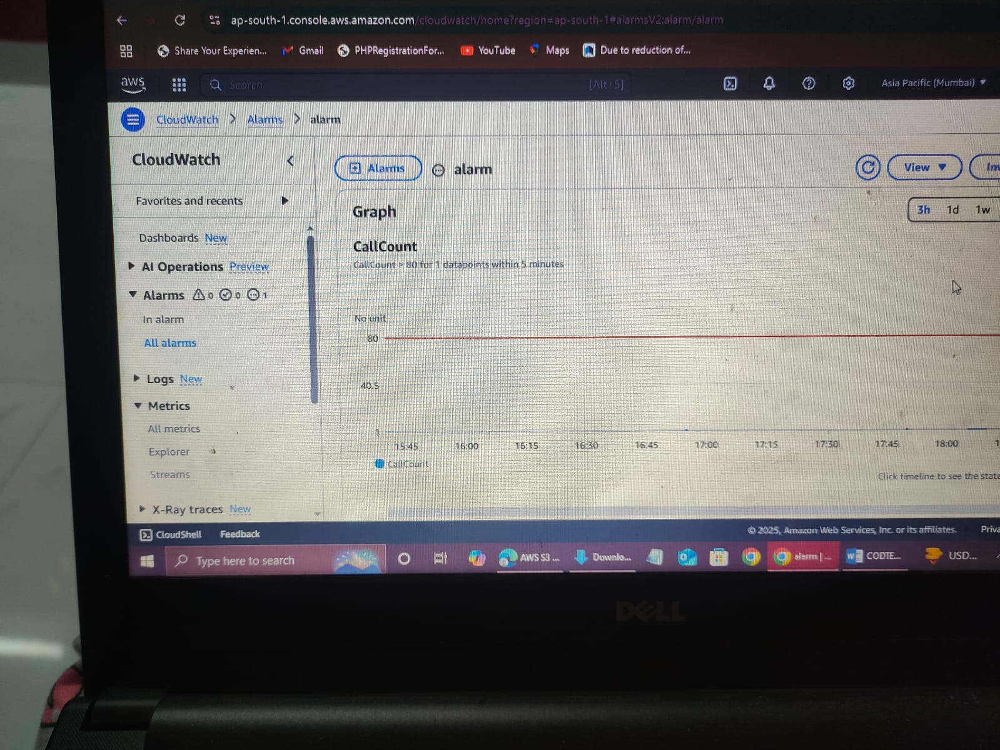 ap-south-1.console.aws.amazon.com/cloudwatch/home?region=ap-south-1#alarmsV2:alarm/alarm
Share Your Experien... Gmail PHPRegistrationFor... YouTube Maps Due to reduction of...
aws Search [Alt+S] Asia Pacific (Mumbai)
CloudWatch > Alarms > alarm
CloudWatch
Alarms alarm View
Favorites and recents
Graph
3h 1d 1w
Dashboards New
CallCount
CallCount > 80 for 1 datapoints within 5 minutes
AI Operations Preview
Alarms 0 0 1
In alarm
No unit
80
All alarms
Logs New
40.5
Metrics
All metrics
1
15:45 16:00 16:15 16:30 16:45 17:00 17:15 17:30 17:45 18:00
Explorer
CallCount
Streams
Click timeline to see the state
X-Ray traces New
CloudShell Feedback © 2025, Amazon Web Services, Inc. or its affiliates.
Type here to search AWS S3 ... Downlo... alarm | ... CODTE... USD...
DELL